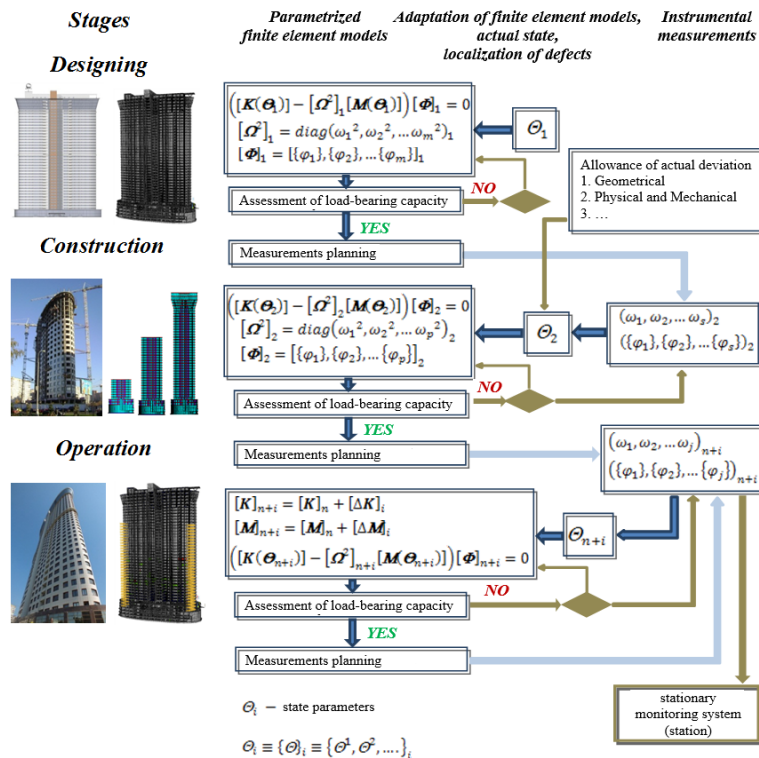 Stages
Parametrized
finite element models
Adaptation of finite element models,
actual state,
localization of defects
Instrumental
measurements
Designing
([K(Θ₁)] − [Ω²]₁[M(Θ₁)])[Φ]₁ = 0
[Ω²]₁ = diag(ω₁², ω₂², … ωₘ²)₁
[Φ]₁ = [{φ₁}, {φ₂}, … {φₘ}]₁
Θ₁
Allowance of actual deviation
1. Geometrical
2. Physical and Mechanical
3. …
Assessment of load-bearing capacity
NO
YES
Measurements planning
Construction
([K(Θ₂)] − [Ω²]₂[M(Θ₂)])[Φ]₂ = 0
[Ω²]₂ = diag(ω₁², ω₂², … ωₚ²)₂
[Φ]₂ = [{φ₁}, {φ₂}, … {φₚ}]₂
Θ₂
(ω₁, ω₂, … ωₛ)₂
({φ₁}, {φ₂}, … {φₛ})₂
Assessment of load-bearing capacity
NO
YES
Measurements planning
Operation
(ω₁, ω₂, … ωⱼ)ₙ₊ᵢ
({φ₁}, {φ₂}, … {φⱼ})ₙ₊ᵢ
[K]ₙ₊ᵢ = [K]ₙ + [ΔK]ᵢ
[M]ₙ₊ᵢ = [M]ₙ + [ΔM]ᵢ
([K(Θₙ₊ᵢ)] − [Ω²]ₙ₊ᵢ[M(Θₙ₊ᵢ)])[Φ]ₙ₊ᵢ = 0
Θₙ₊ᵢ
Assessment of load-bearing capacity
NO
YES
Measurements planning
stationary
monitoring system
(station)
Θᵢ − state parameters
Θᵢ ≡ {Θ}ᵢ ≡ {Θ¹, Θ², ….}ᵢ